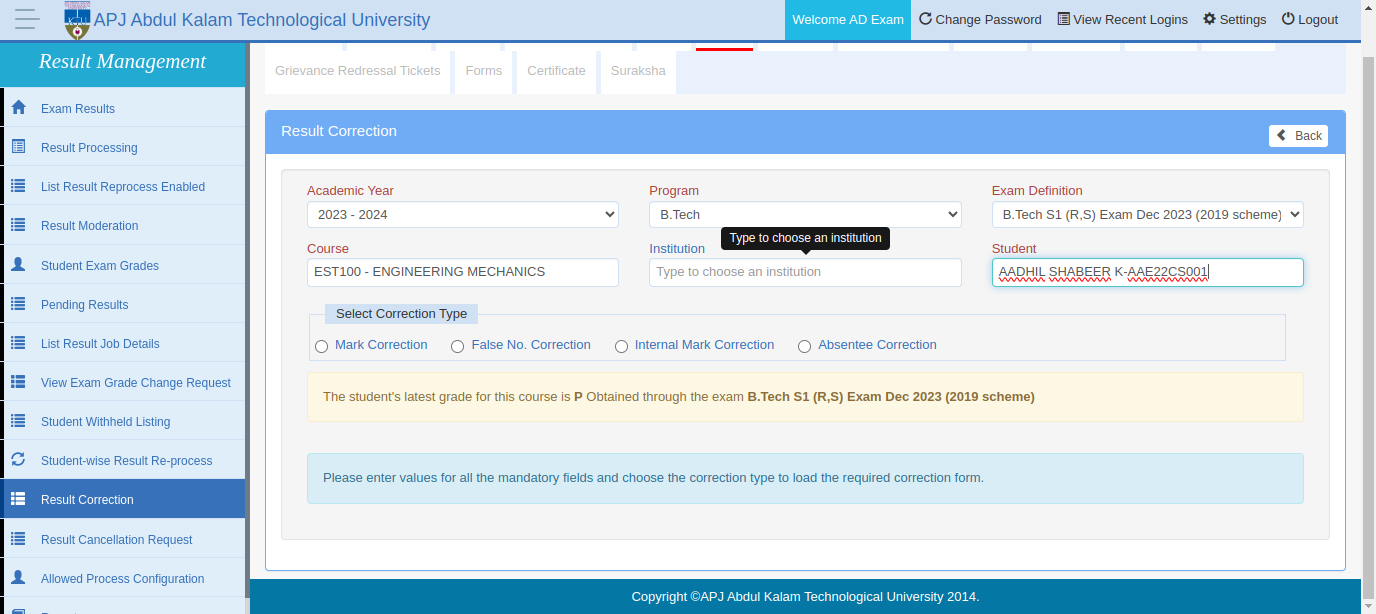 APJ Abdul Kalam Technological University
Welcome AD Exam
Change Password
View Recent Logins
Settings
Logout
Result Management
Exam Results
Result Processing
List Result Reprocess Enabled
Result Moderation
Student Exam Grades
Pending Results
List Result Job Details
View Exam Grade Change Request
Student Withheld Listing
Student-wise Result Re-process
Result Correction
Result Cancellation Request
Allowed Process Configuration
Grievance Redressal Tickets
Forms
Certificate
Suraksha
Result Correction
Back
Academic Year
Program
Exam Definition
2023 - 2024
B.Tech
B.Tech S1 (R,S) Exam Dec 2023 (2019 scheme)
Type to choose an institution
Course
Institution
Student
EST100 - ENGINEERING MECHANICS
Type to choose an institution
AADHIL SHABEER K-AAE22CS001
Select Correction Type
Mark Correction
False No. Correction
Internal Mark Correction
Absentee Correction
The student's latest grade for this course is P Obtained through the exam B.Tech S1 (R,S) Exam Dec 2023 (2019 scheme)
Please enter values for all the mandatory fields and choose the correction type to load the required correction form.
Copyright ©APJ Abdul Kalam Technological University 2014.